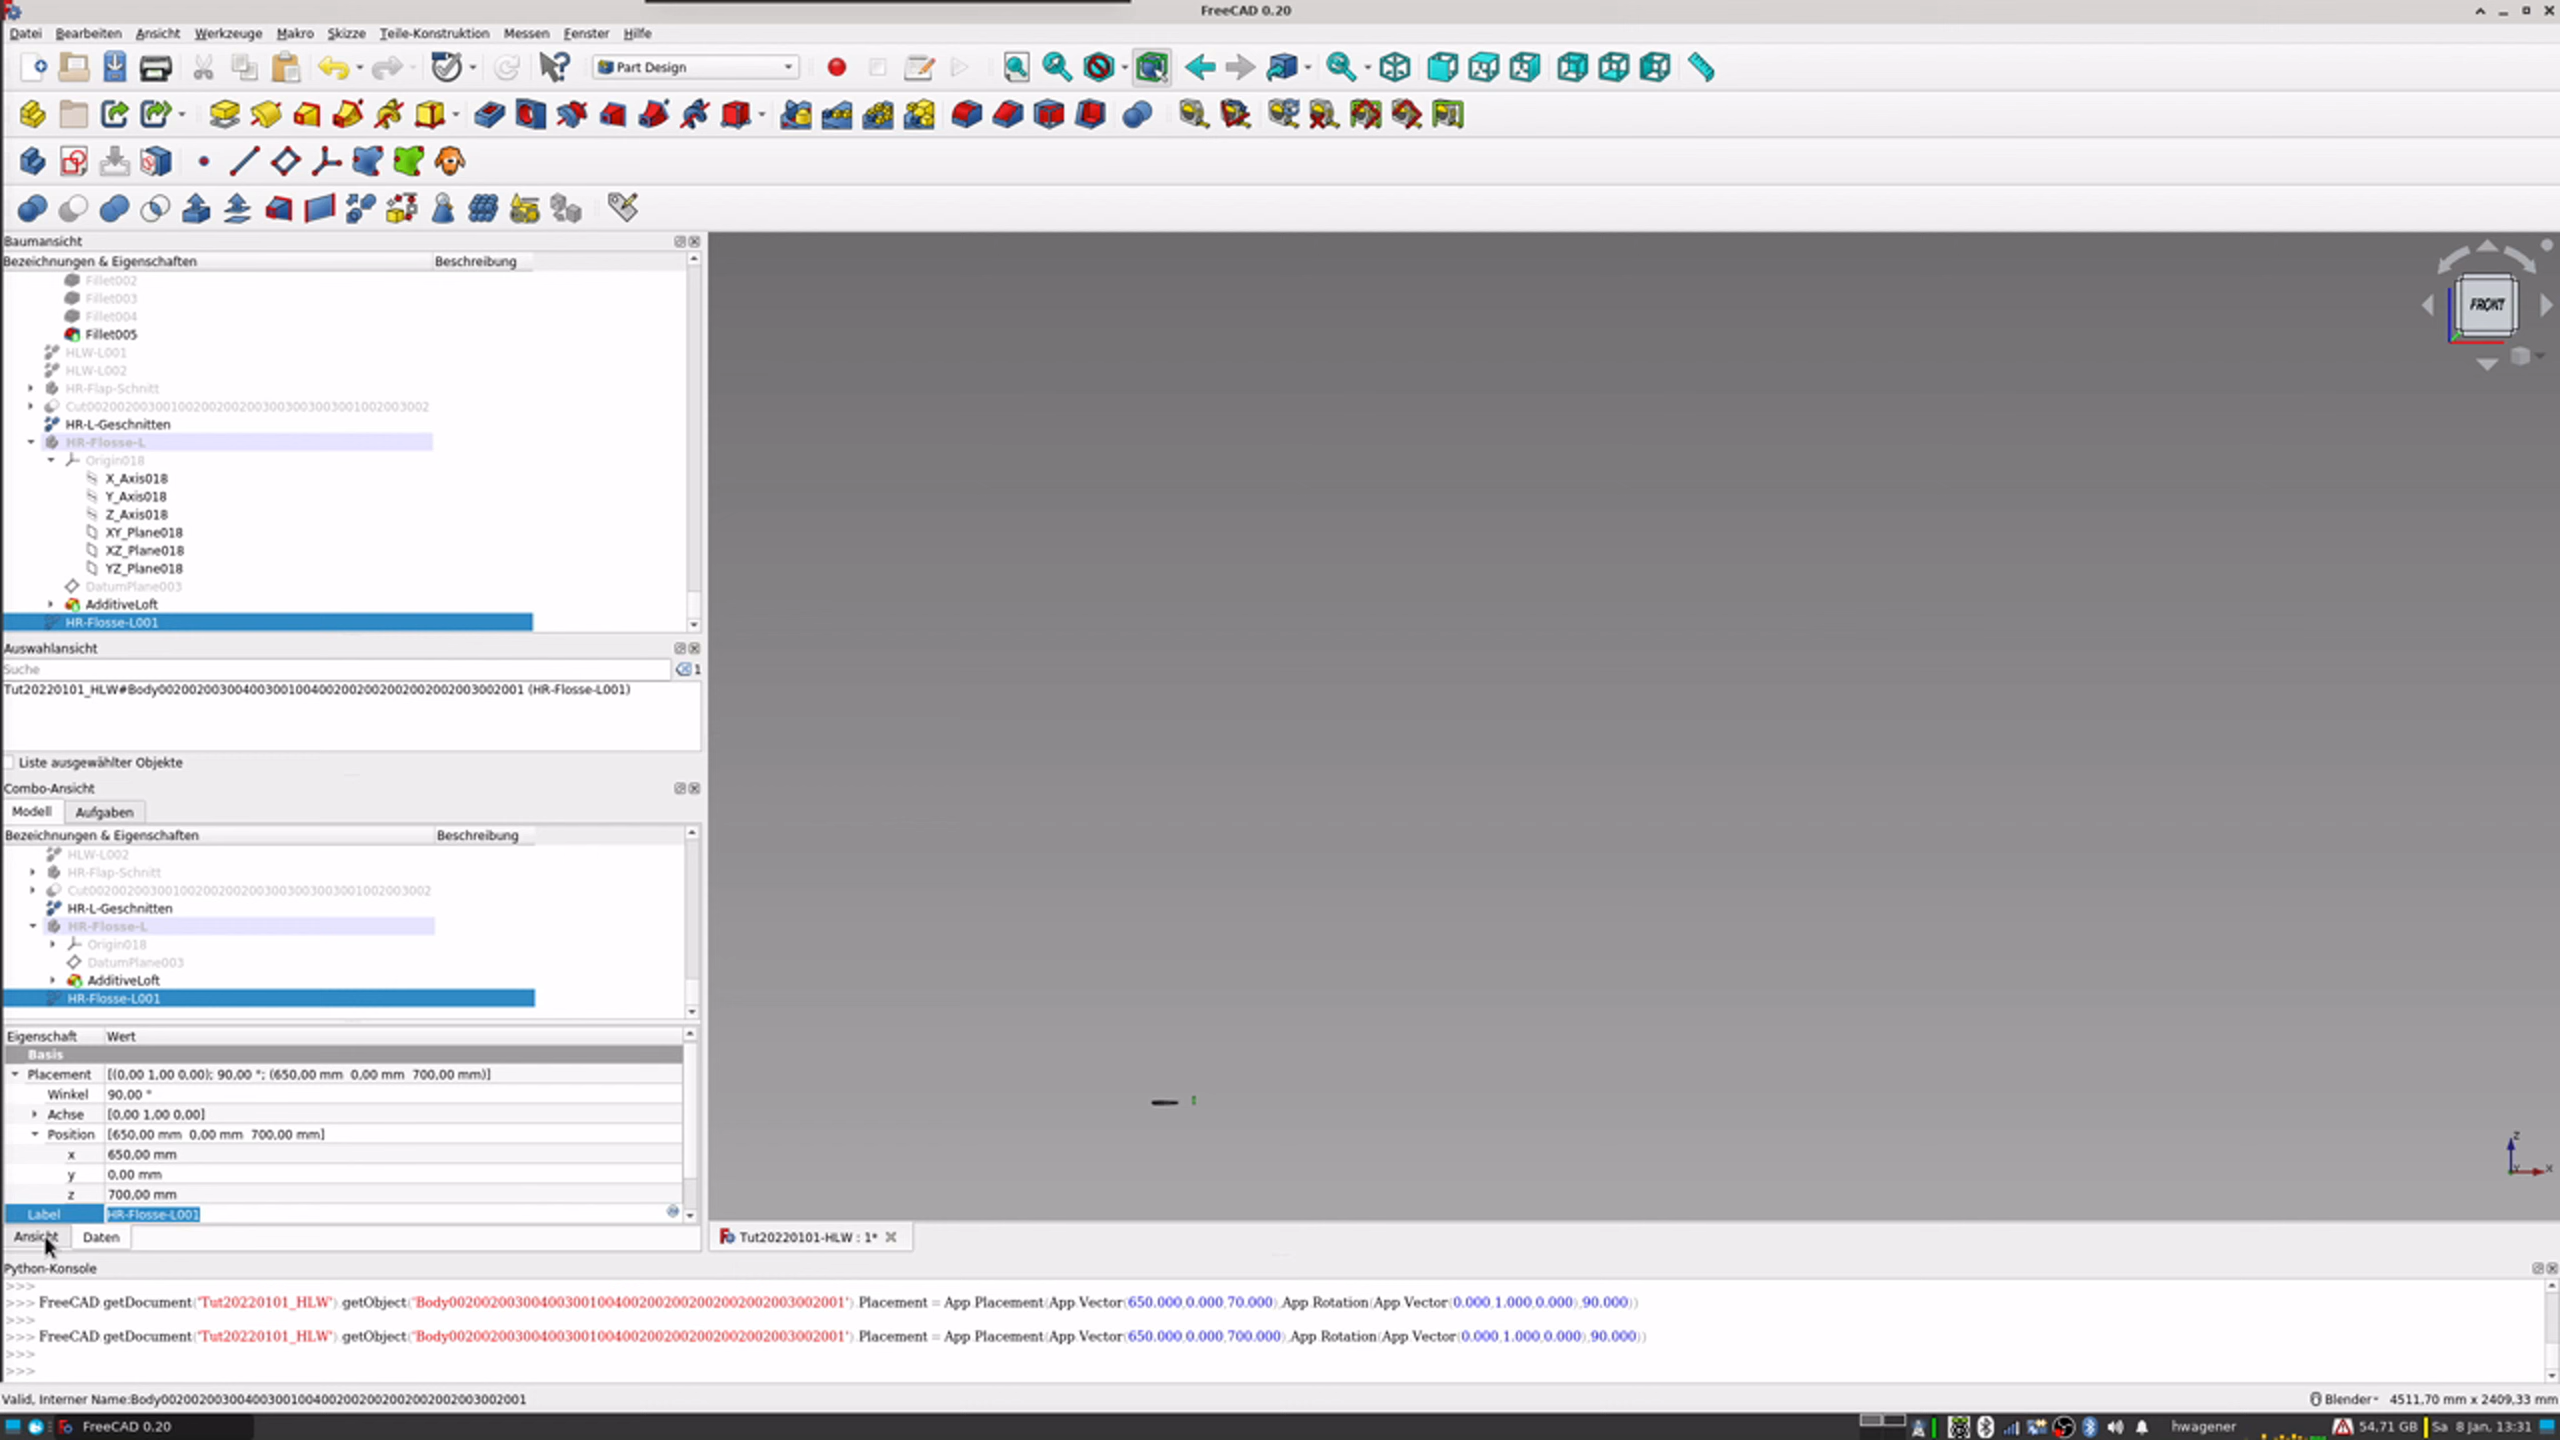 FreeCAD 0.20
Datei Bearbeiten Ansicht Werkzeuge Makro Skizze Teile-Konstruktion Messen Fenster Hilfe
Part Design
Baumansicht
Bezeichnungen & Eigenschaften Beschreibung
Fillet002
Fillet003
Fillet004
Fillet005
HLW-L001
HLW-L002
HR-Flap-Schnitt
HR-L-Geschnitten
HR-Flosse-L
Origin018
X_Axis018
Y_Axis018
Z_Axis018
XY_Plane018
XZ_Plane018
YZ_Plane018
DatumPlane003
AdditiveLoft
HR-Flosse-L001
Auswahlansicht
Suche
1
(HR-Flosse-L001)
Liste ausgewählter Objekte
Combo-Ansicht
Modell Aufgaben
Bezeichnungen & Eigenschaften Beschreibung
HLW-L002
HR-Flap-Schnitt
HR-L-Geschnitten
HR-Flosse-L
Origin018
DatumPlane003
AdditiveLoft
HR-Flosse-L001
Eigenschaft Wert
Basis
Placement [(0,00 1,00 0,00); 90,00 °; (650,00 mm 0,00 mm 700,00 mm)]
Winkel 90,00 °
Achse [0,00 1,00 0,00]
Position [650,00 mm 0,00 mm 700,00 mm]
x 650,00 mm
y 0,00 mm
z 700,00 mm
Label HR-Flosse-L001
Ansicht Daten
FRONT
Z
X
Tut20220101-HLW : 1*
Python-Konsole
>>>
>>> FreeCAD getDocument('Tut20220101_HLW') Placement = App Placement(App Vector(650.000,0.000,70.000),App Rotation(App Vector(0.000,1.000,0.000),90.000))
>>>
>>> FreeCAD getDocument('Tut20220101_HLW') Placement = App Placement(App Vector(650.000,0.000,700.000),App Rotation(App Vector(0.000,1.000,0.000),90.000))
>>>
>>>
Valid, Interner Name:
Blender 4511,70 mm x 2409,33 mm
FreeCAD 0.20
hwagener 54,71 GB Sa 8 Jan, 13:31